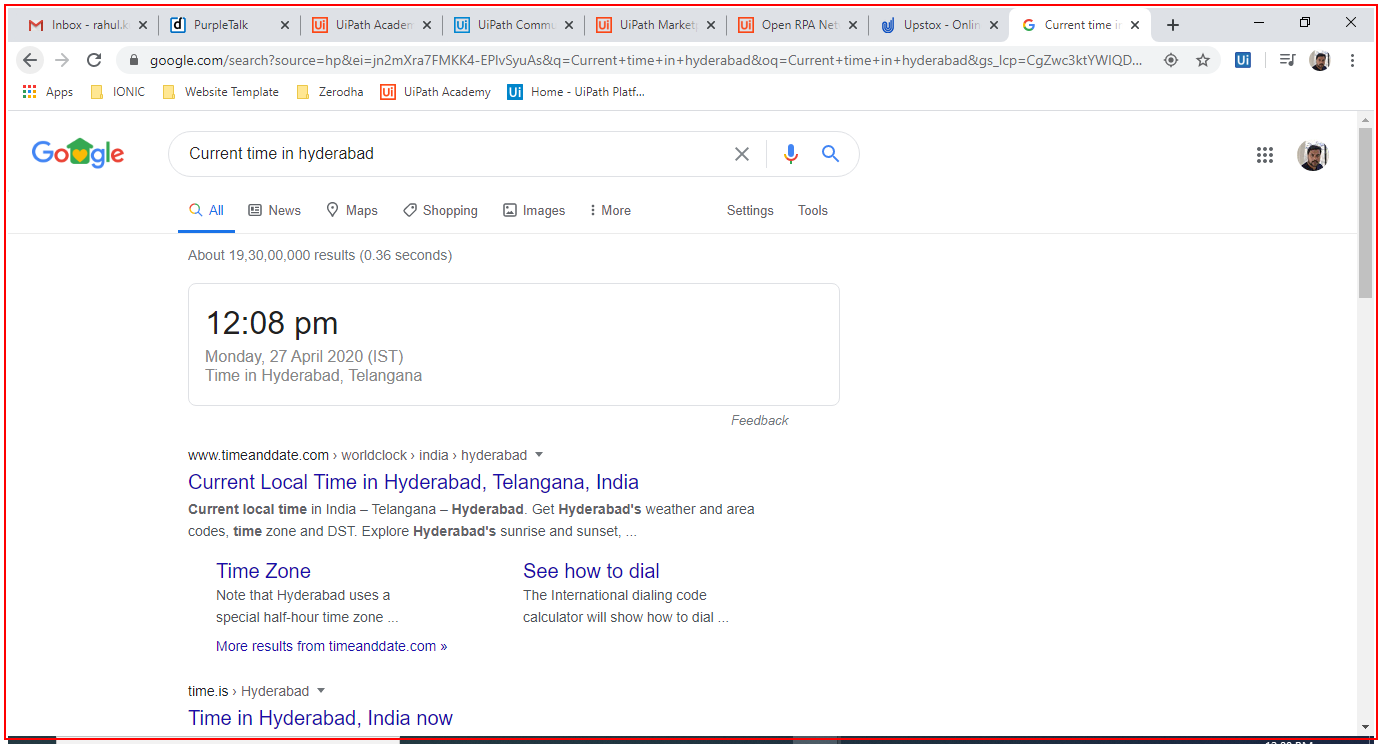 Inbox - rahul.k PurpleTalk UiPath Academ UiPath Commu UiPath Marketp Open RPA Net Upstox - Onlin Current time in
google.com/search?source=hp&ei=jn2mXra7FMKK4-EPlvSyuAs&q=Current+time+in+hyderabad&oq=Current+time+in+hyderabad&gs_lcp=CgZwc3ktYWIQD...
Apps IONIC Website Template Zerodha UiPath Academy Home - UiPath Platf...
Google Current time in hyderabad
All News Maps Shopping Images More Settings Tools
About 19,30,00,000 results (0.36 seconds)
12:08 pm
Monday, 27 April 2020 (IST)
Time in Hyderabad, Telangana
Feedback
www.timeanddate.com › worldclock › india › hyderabad
Current Local Time in Hyderabad, Telangana, India
Current local time in India – Telangana – Hyderabad. Get Hyderabad's weather and area
codes, time zone and DST. Explore Hyderabad's sunrise and sunset, ...
Time Zone
Note that Hyderabad uses a
special half-hour time zone ...
See how to dial
The International dialing code
calculator will show how to dial ...
More results from timeanddate.com »
time.is › Hyderabad
Time in Hyderabad, India now